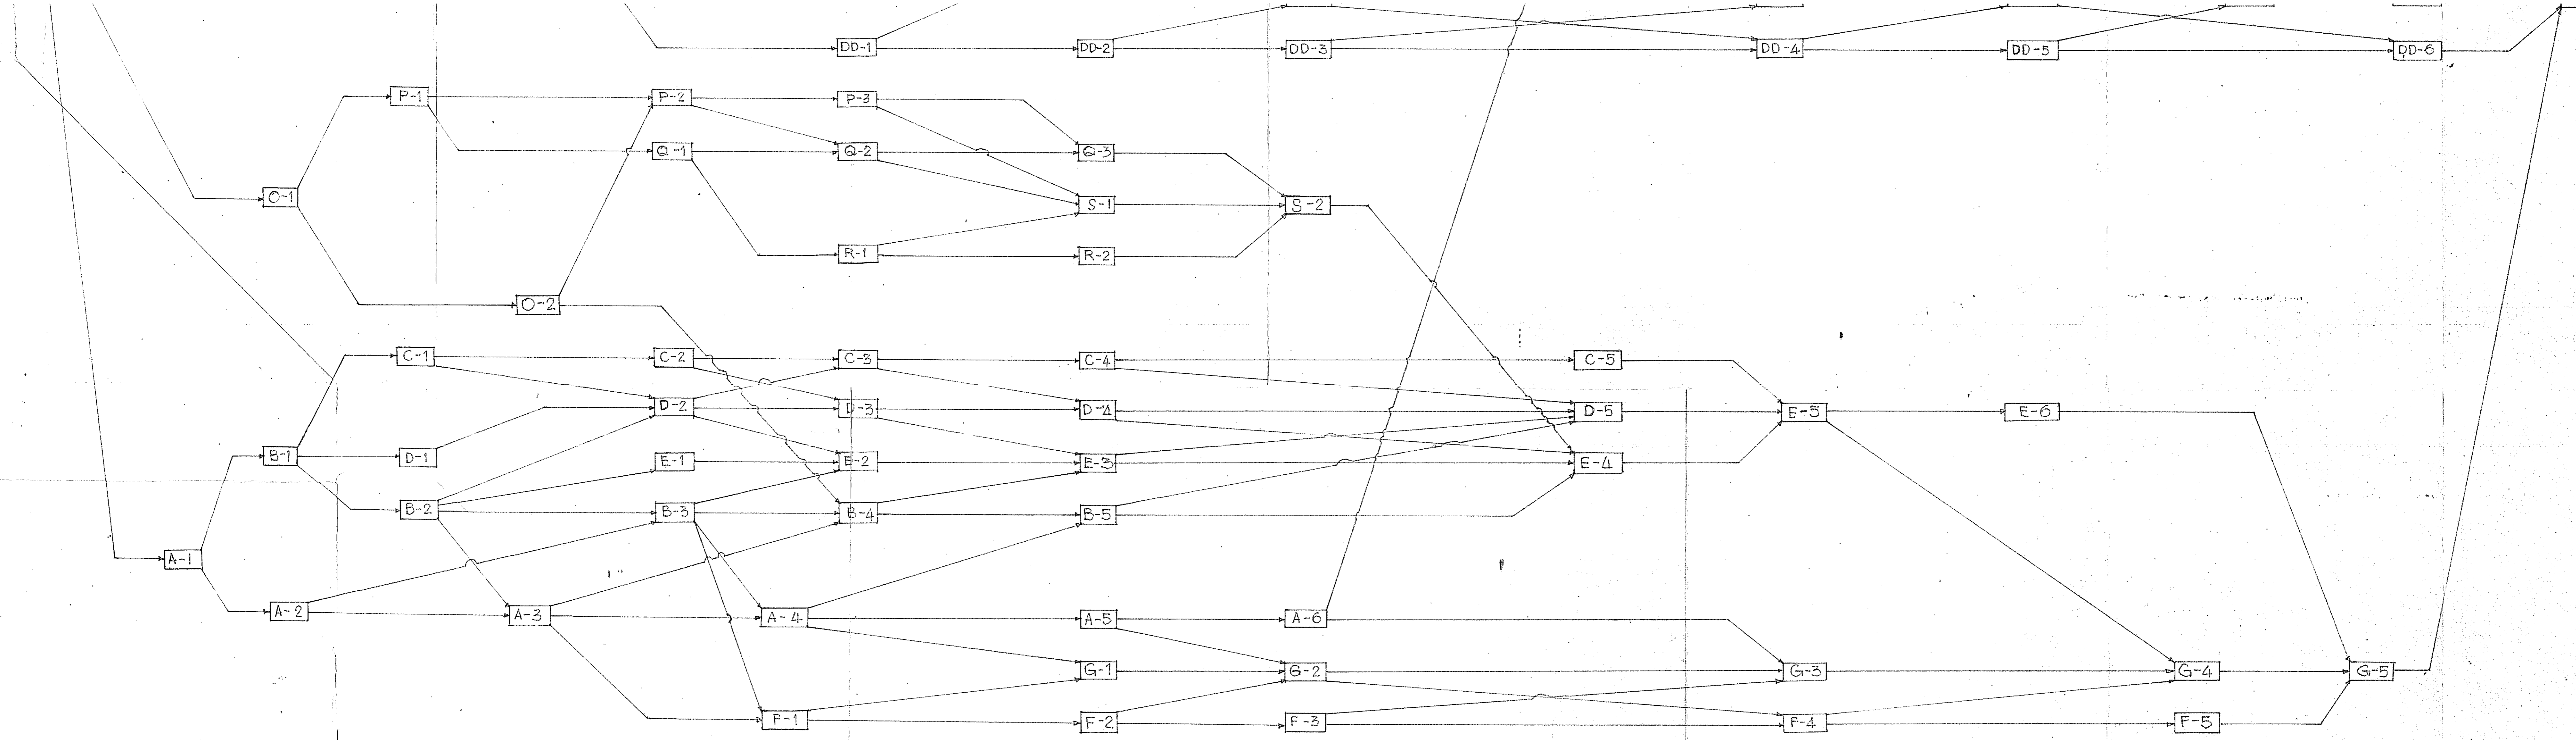 DD-1 DD-2 DD-3 DD-4 DD-5 DD-6
P-1 P-2 P-3
Q-1 Q-2 Q-3
O-1 S-1 S-2
R-1 R-2
O-2
C-1 C-2 C-3 C-4 C-5
D-2 D-3 D-4 D-5 E-5 E-6
B-1 D-1 E-1 E-2 E-3 E-4
B-2 B-3 B-4 B-5
A-1
A-2 A-3 A-4 A-5 A-6
G-1 G-2 G-3 G-4 G-5
F-1 F-2 F-3 F-4 F-5